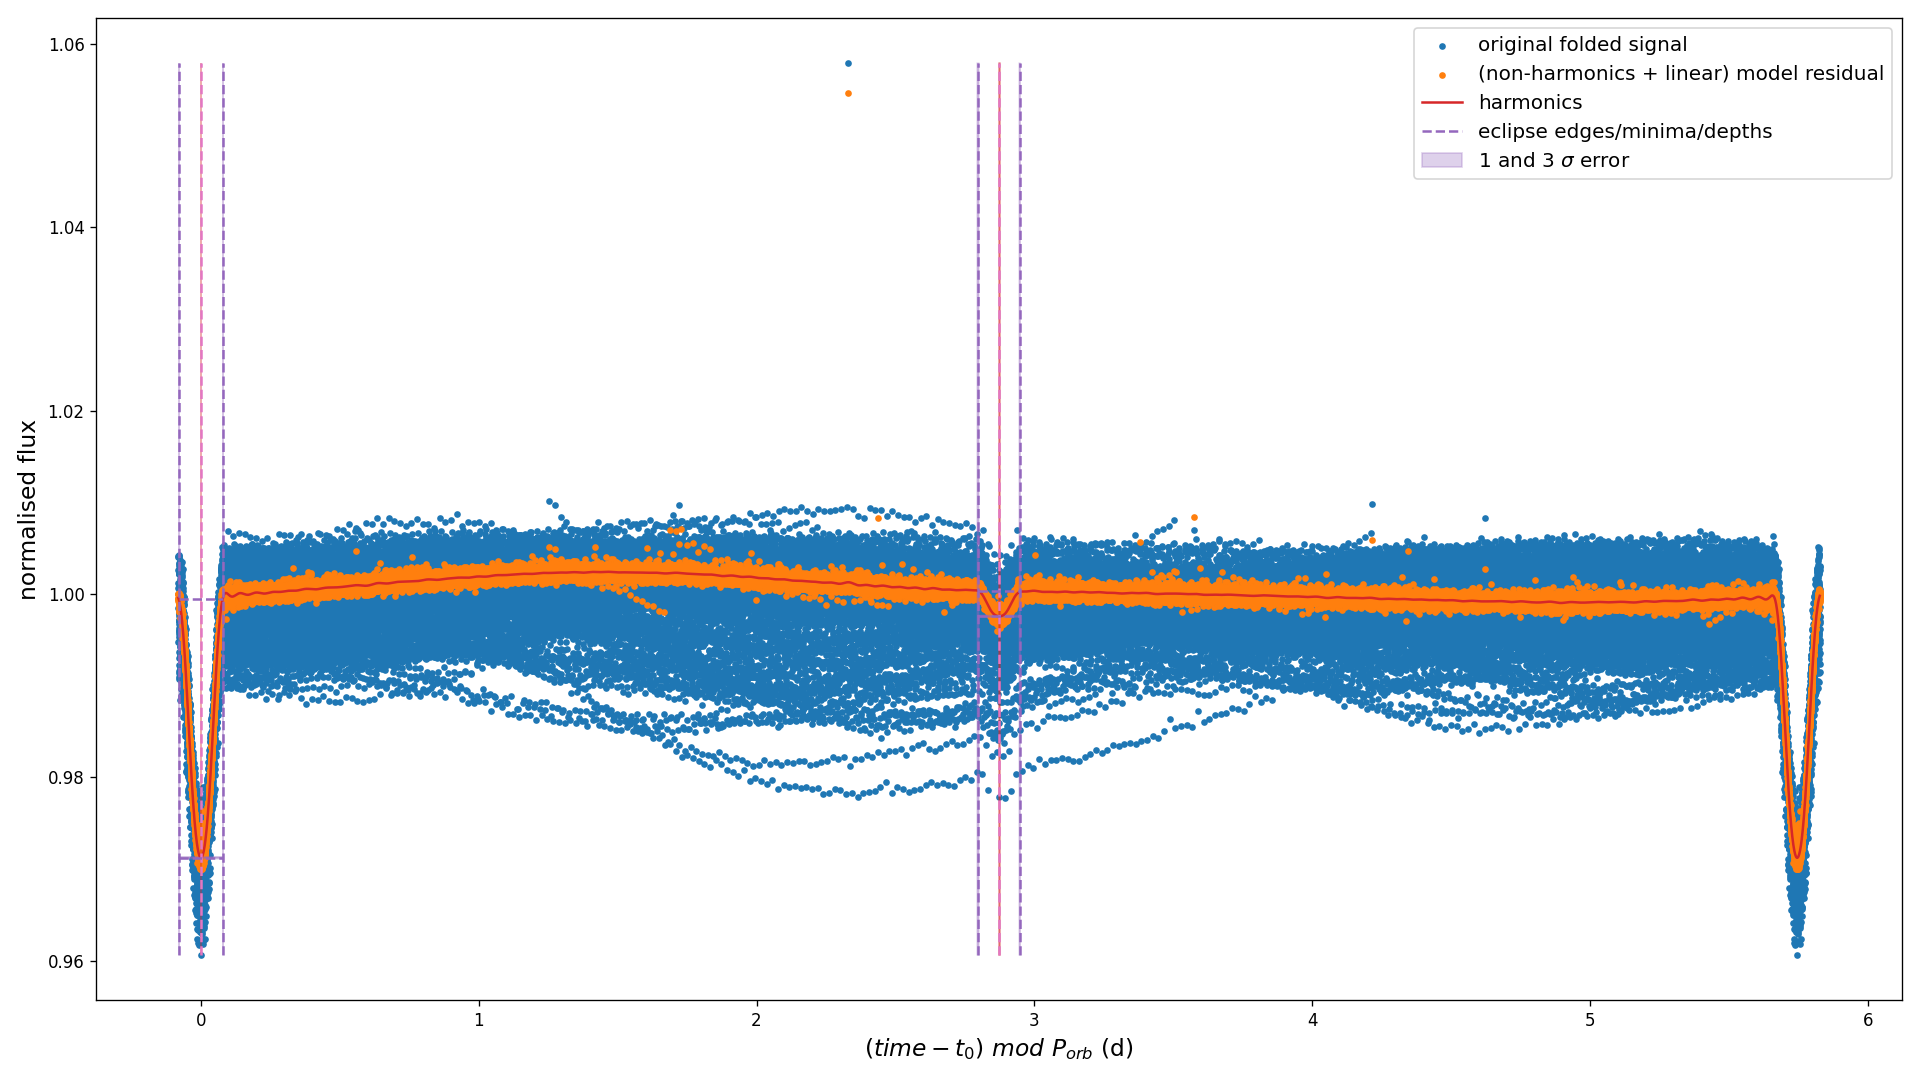 original folded signal
(non-harmonics + linear) model residual
harmonics
eclipse edges/minima/depths
1 and 3 σ error
normalised flux
1.06
1.04
1.02
1.00
0.98
0.96
0 1 2 3 4 5 6
(time − t₀) mod Pₒᵣb (d)